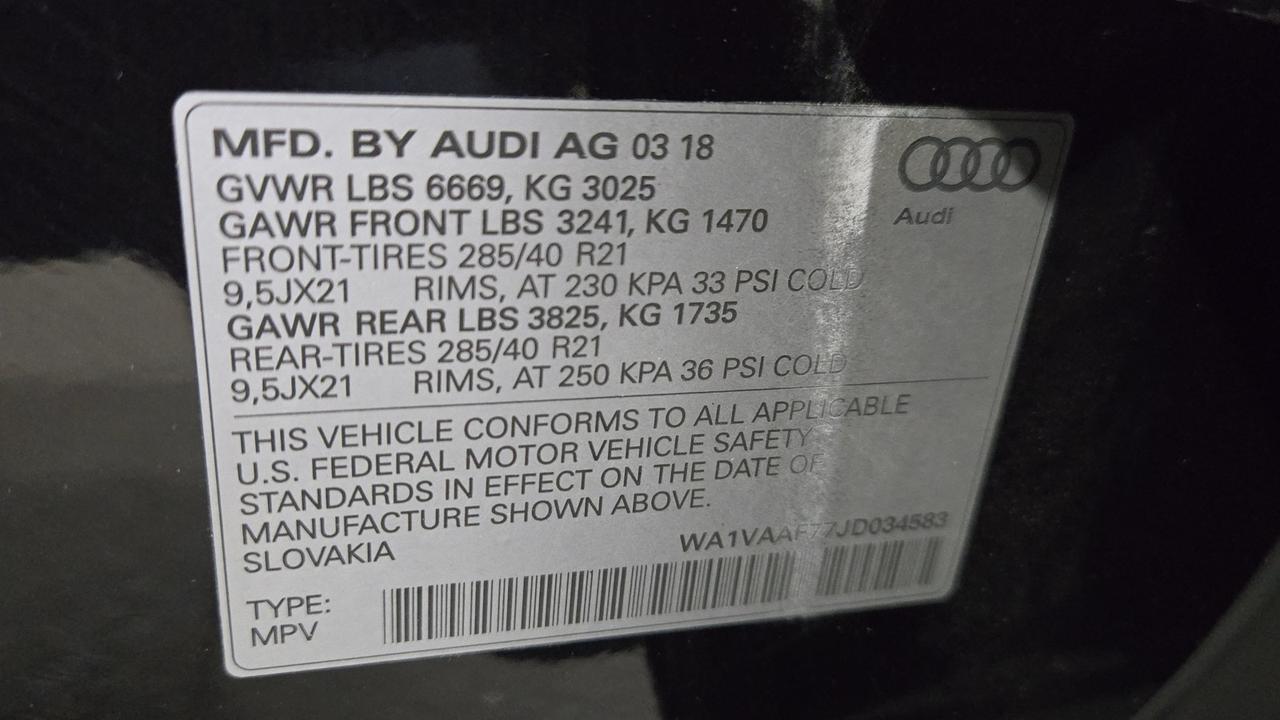 MFD. BY AUDI AG 03 18
GVWR LBS 6669, KG 3025
GAWR FRONT LBS 3241, KG 1470
FRONT-TIRES 285/40 R21
9,5JX21 RIMS, AT 230 KPA 33 PSI COLD
GAWR REAR LBS 3825, KG 1735
REAR-TIRES 285/40 R21
9,5JX21 RIMS, AT 250 KPA 36 PSI COLD
Audi
THIS VEHICLE CONFORMS TO ALL APPLICABLE
U.S. FEDERAL MOTOR VEHICLE SAFETY
STANDARDS IN EFFECT ON THE DATE OF
MANUFACTURE SHOWN ABOVE.
SLOVAKIA
WA1VAAF77JD034583
TYPE:
MPV